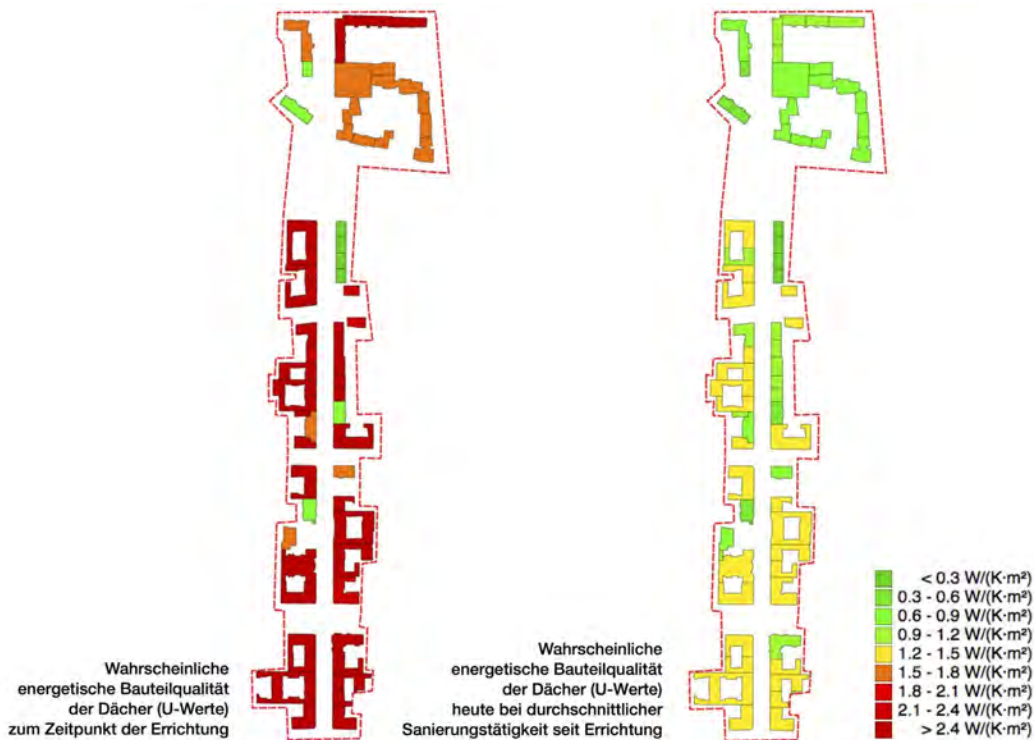 < 0.3 W/(K·m²)
0.3 - 0.6 W/(K·m²)
0.6 - 0.9 W/(K·m²)
0.9 - 1.2 W/(K·m²)
1.2 - 1.5 W/(K·m²)
1.5 - 1.8 W/(K·m²)
1.8 - 2.1 W/(K·m²)
2.1 - 2.4 W/(K·m²)
> 2.4 W/(K·m²)
Wahrscheinliche
energetische Bauteilqualität
der Dächer (U-Werte)
zum Zeitpunkt der Errichtung
Wahrscheinliche
energetische Bauteilqualität
der Dächer (U-Werte)
heute bei durchschnittlicher
Sanierungstätigkeit seit Errichtung